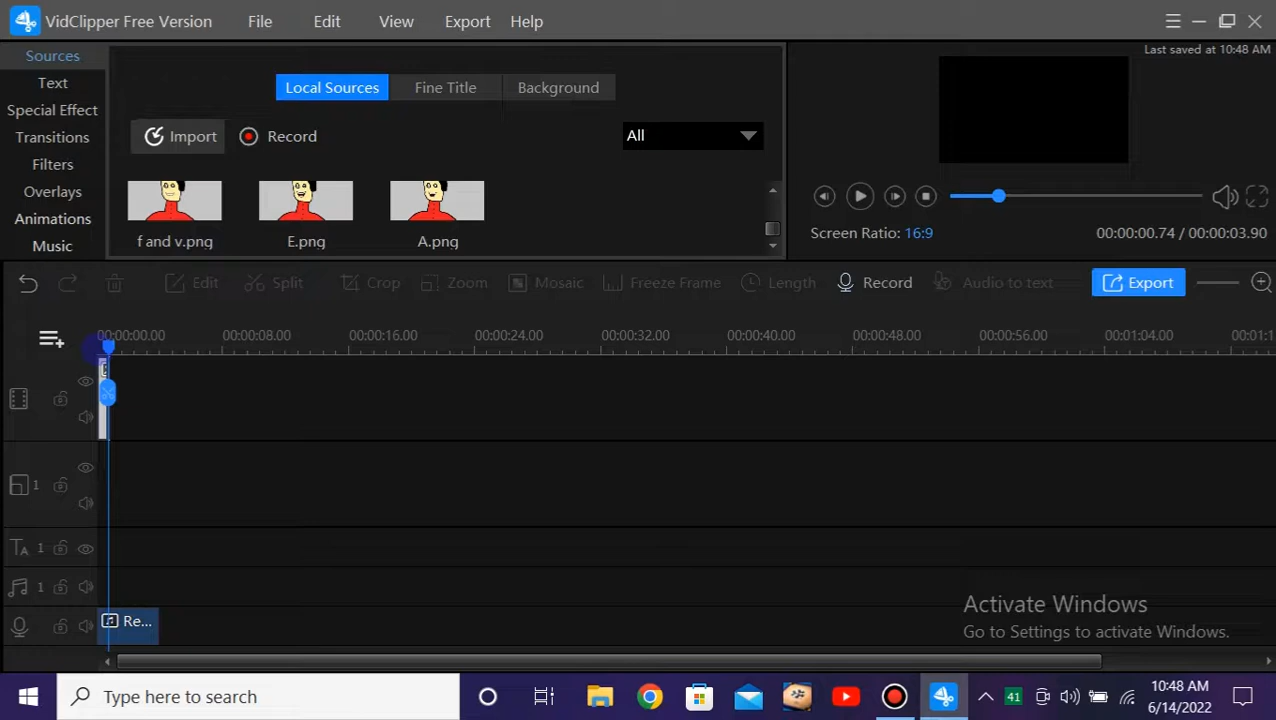 VidClipper Free Version File Edit View Export Help
Last saved at 10:48 AM
Sources
Text
Special Effect
Transitions
Filters
Overlays
Animations
Music
Local Sources Fine Title Background
Import Record All
f and v.png E.png A.png
Screen Ratio: 16:9 00:00:00.74 / 00:00:03.90
Edit Split Crop Zoom Mosaic Freeze Frame Length Record Audio to text Export
00:00:00.00 00:00:08.00 00:00:16.00 00:00:24.00 00:00:32.00 00:00:40.00 00:00:48.00 00:00:56.00 00:01:04.00 00:01:1
1
1
1
Re...
Activate Windows
Go to Settings to activate Windows.
Type here to search
41
10:48 AM
6/14/2022